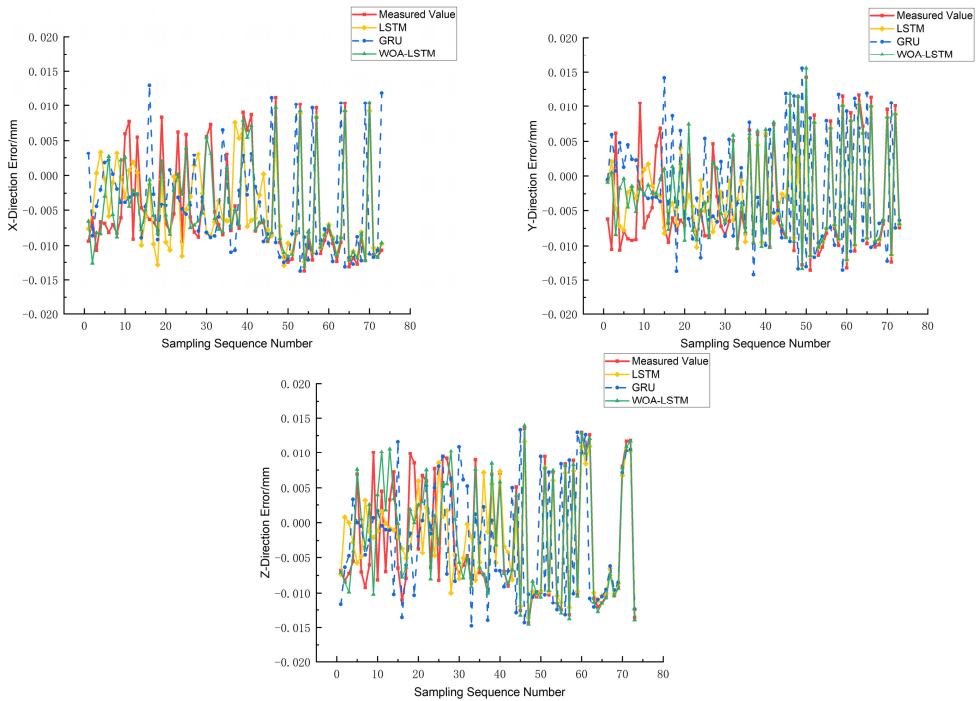 Measured Value
LSTM
GRU
WOA-LSTM
0.020
0.015
0.010
0.005
0.000
−0.005
−0.010
−0.015
−0.020
X-Direction Error/mm
0 10 20 30 40 50 60 70 80
Sampling Sequence Number
Measured Value
LSTM
GRU
WOA-LSTM
0.020
0.015
0.010
0.005
0.000
−0.005
−0.010
−0.015
−0.020
Y-Direction Error/mm
0 10 20 30 40 50 60 70 80
Sampling Sequence Number
Measured Value
LSTM
GRU
WOA-LSTM
0.020
0.015
0.010
0.005
0.000
−0.005
−0.010
−0.015
−0.020
Z-Direction Error/mm
0 10 20 30 40 50 60 70 80
Sampling Sequence Number